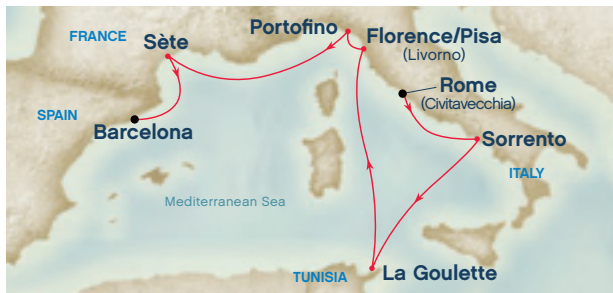 Portofino
Florence/Pisa
(Livorno)
FRANCE
Sète
Rome
(Civitavecchia)
SPAIN
Barcelona
Sorrento
ITALY
Mediterranean Sea
TUNISIA
La Goulette